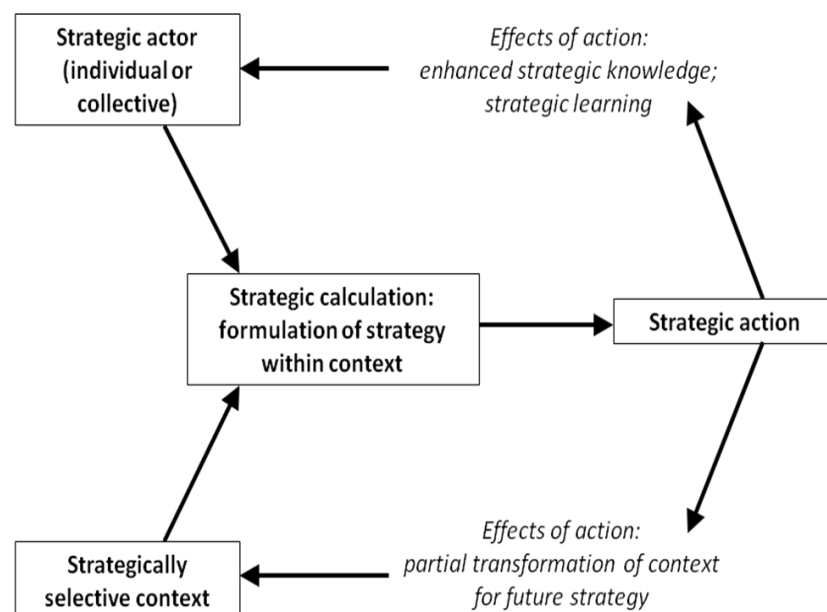 Strategic actor
(individual or
collective)
Effects of action:
enhanced strategic knowledge;
strategic learning
Strategic calculation:
formulation of strategy
within context
Strategic action
Strategically
selective context
Effects of action:
partial transformation of context
for future strategy